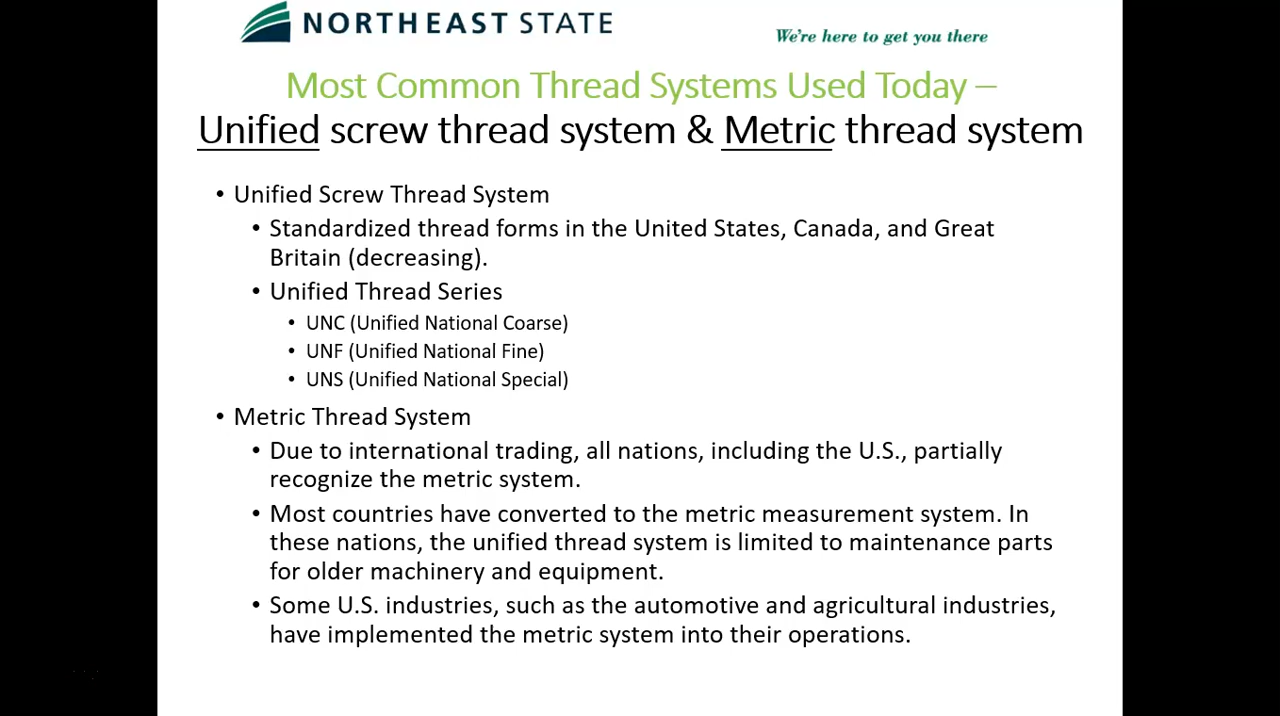 NORTHEAST STATE
We're here to get you there
Most Common Thread Systems Used Today –
Unified screw thread system & Metric thread system
• Unified Screw Thread System
• Standardized thread forms in the United States, Canada, and Great
Britain (decreasing).
• Unified Thread Series
• UNC (Unified National Coarse)
• UNF (Unified National Fine)
• UNS (Unified National Special)
• Metric Thread System
• Due to international trading, all nations, including the U.S., partially
recognize the metric system.
• Most countries have converted to the metric measurement system. In
these nations, the unified thread system is limited to maintenance parts
for older machinery and equipment.
• Some U.S. industries, such as the automotive and agricultural industries,
have implemented the metric system into their operations.